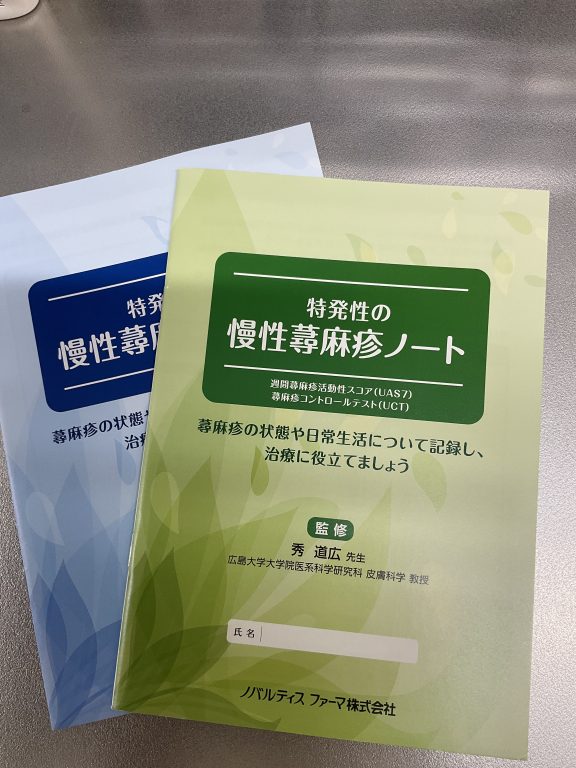 特発性の
慢性蕁麻疹ノート
週間蕁麻疹活動性スコア(UAS7)
蕁麻疹コントロールテスト(UCT)
蕁麻疹の状態や日常生活について記録し、
治療に役立てましょう
監修
秀 道広 先生
広島大学大学院医系科学研究科 皮膚科学 教授
氏名
ノバルティス ファーマ株式会社
特発
慢性蕁
蕁麻疹の状態や
治